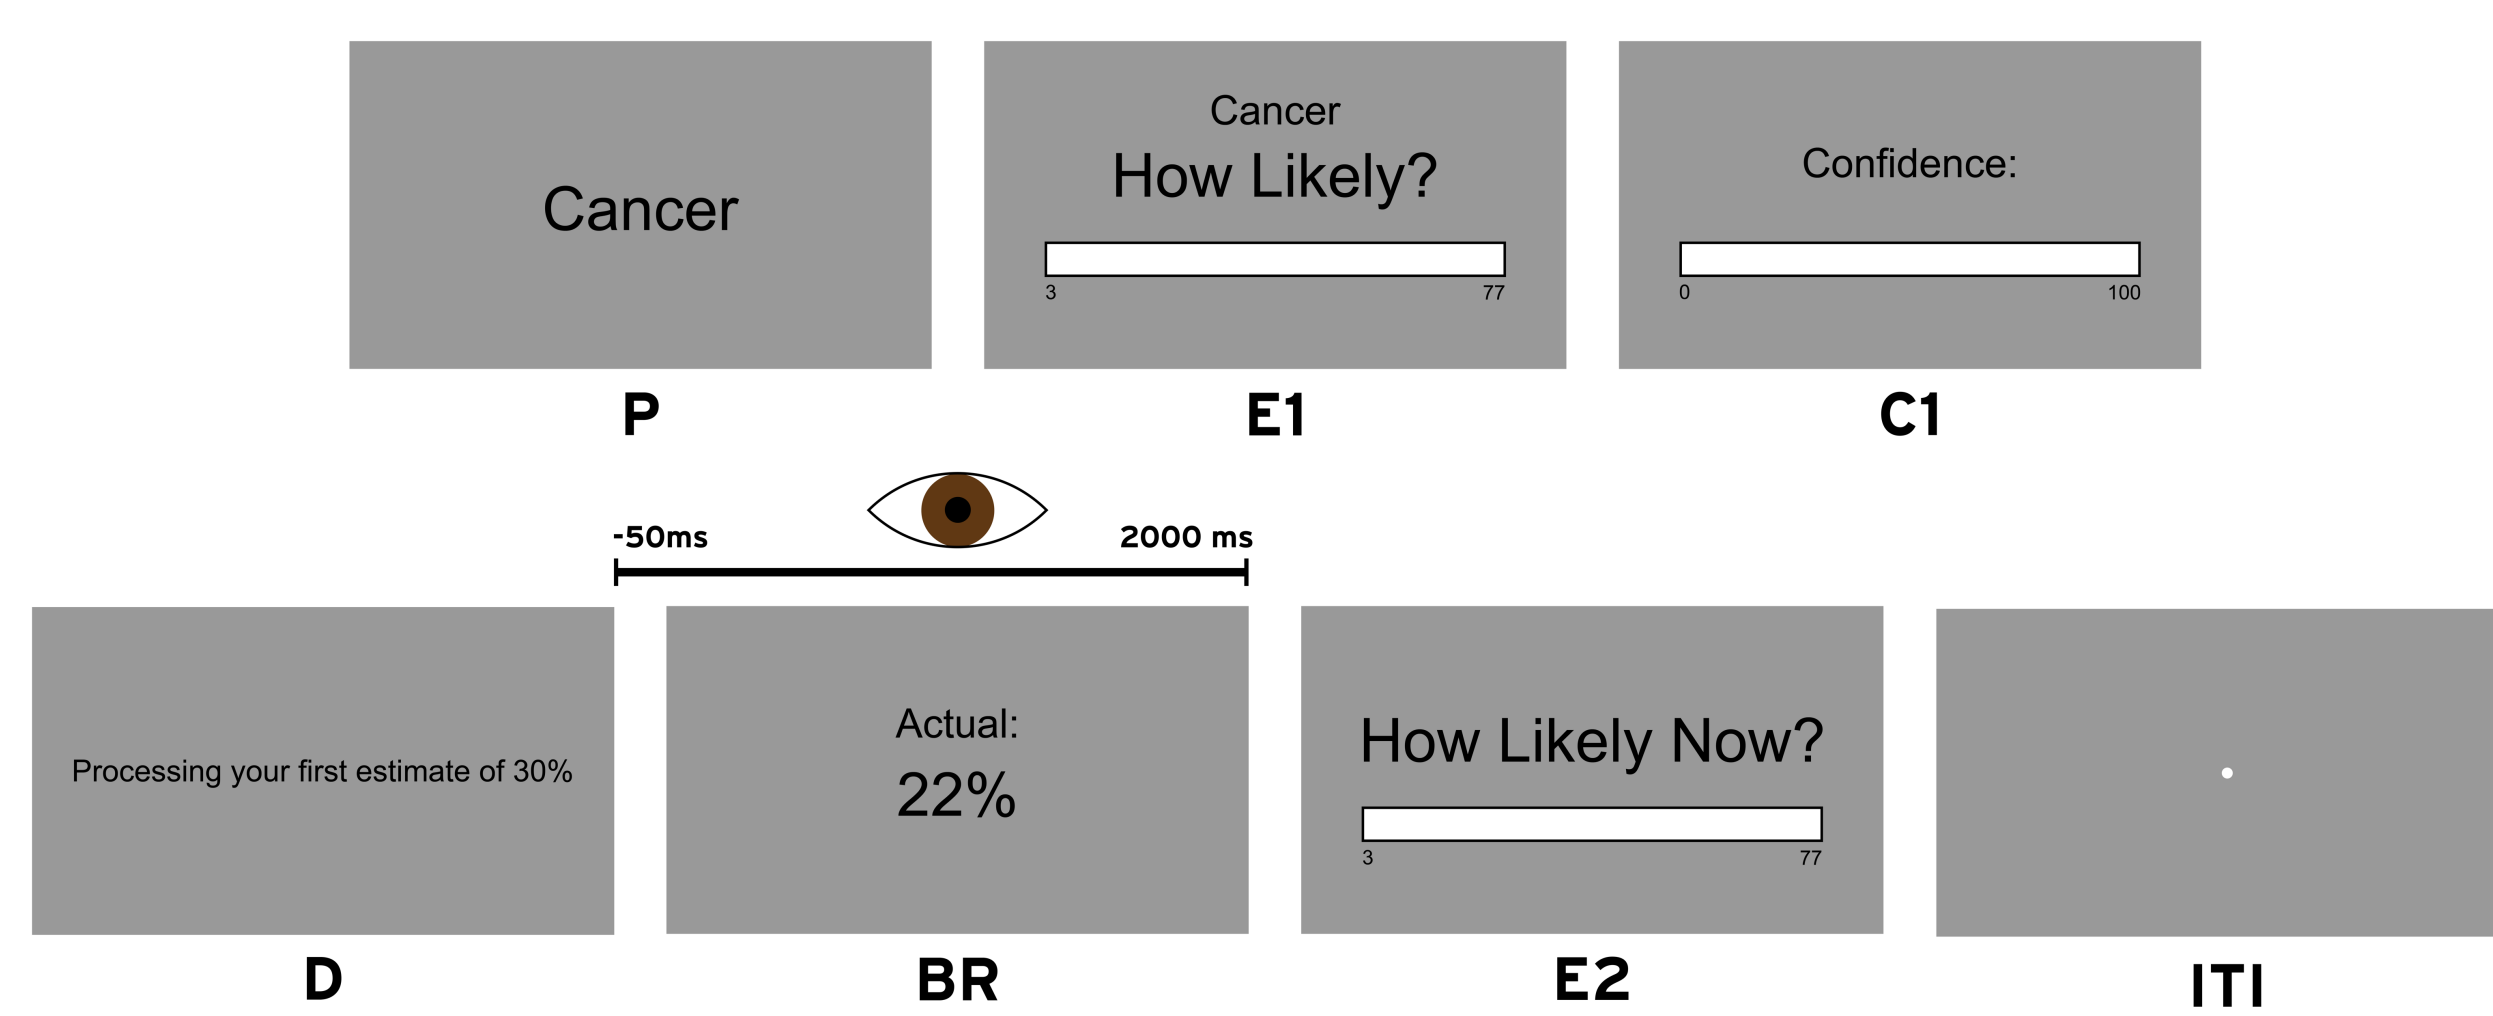 Cancer
P
Cancer
How Likely?
3 77
E1
Confidence:
0 100
C1
-50ms
2000 ms
Processing your first estimate of 30%
D
Actual:
22%
BR
How Likely Now?
3 77
E2
ITI